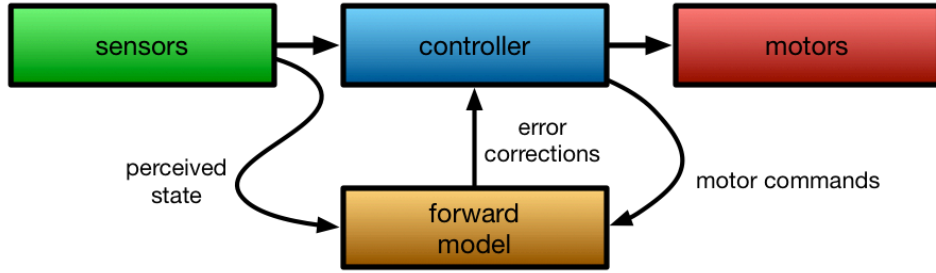 sensors
controller
motors
perceived
state
error
corrections
motor commands
forward
model